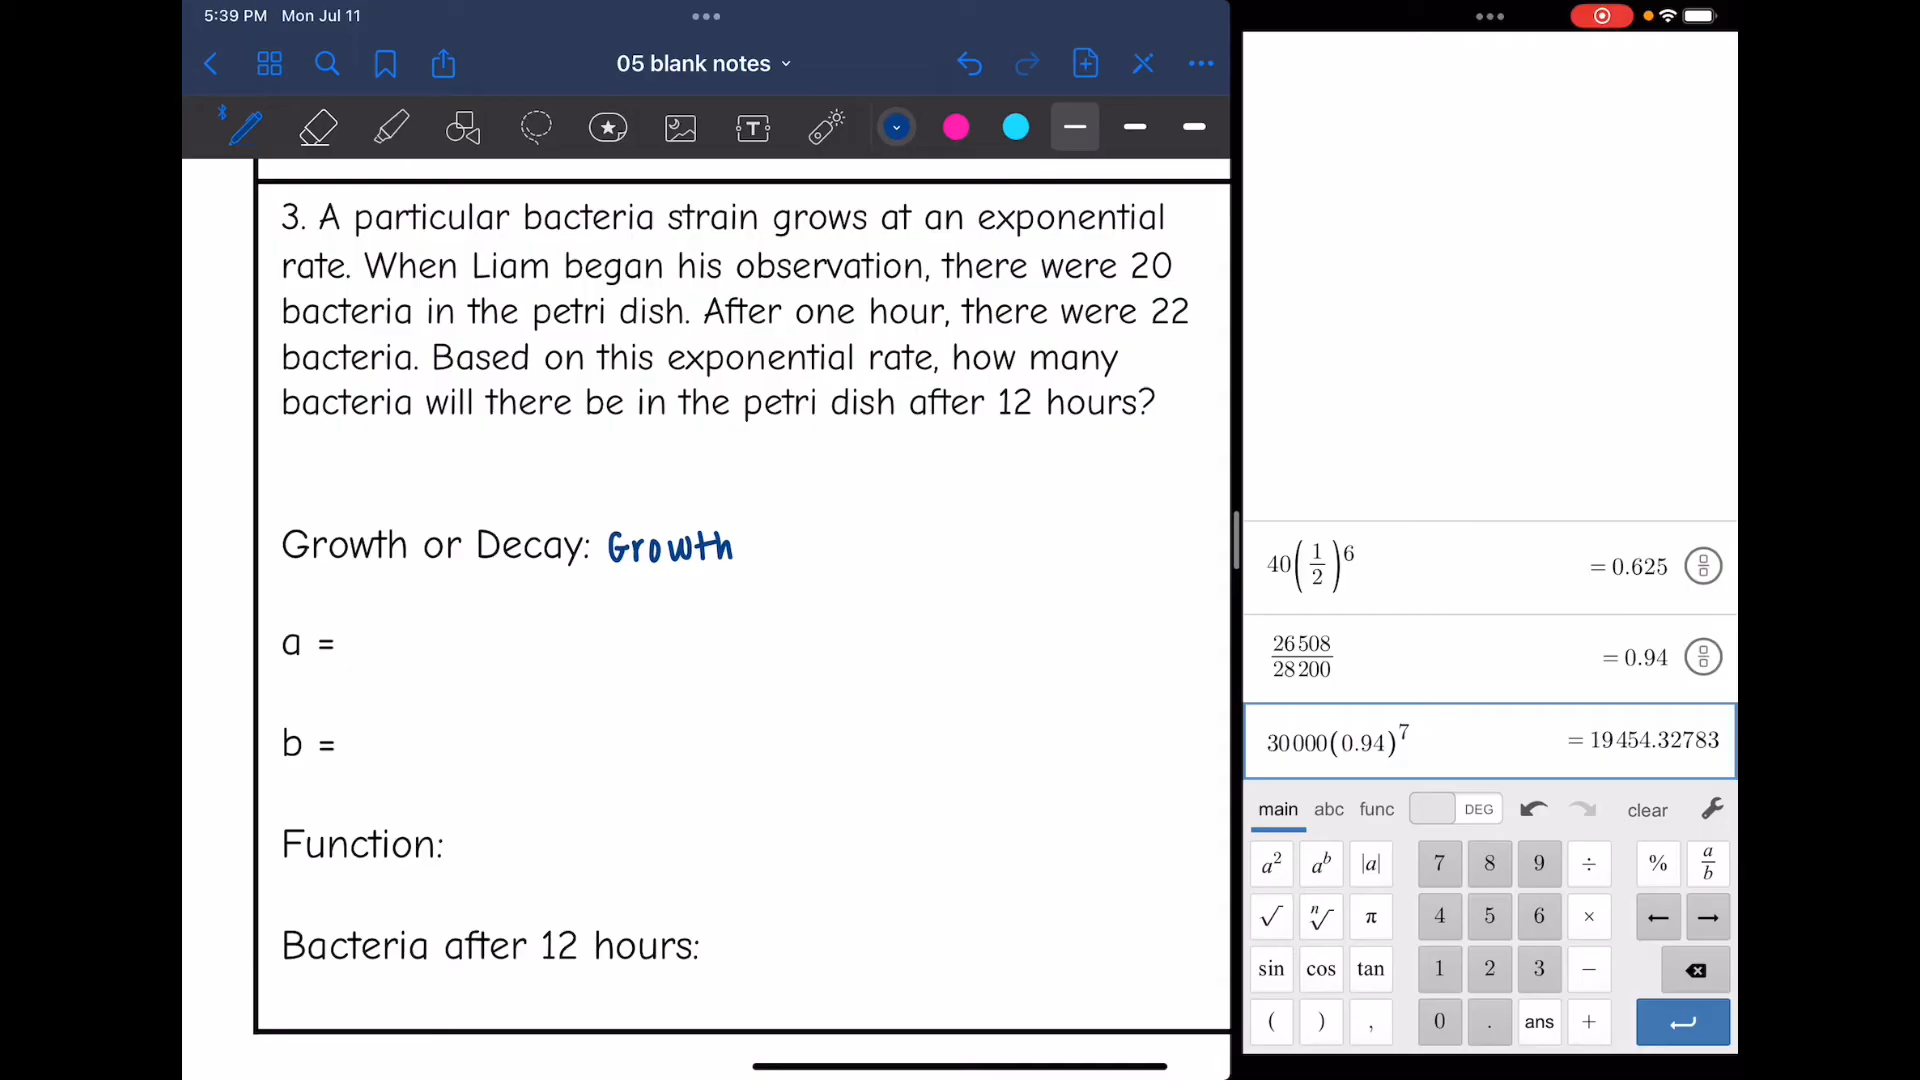 5:39 PM Mon Jul 11
05 blank notes
3. A particular bacteria strain grows at an exponential
rate. When Liam began his observation, there were 20
bacteria in the petri dish. After one hour, there were 22
bacteria. Based on this exponential rate, how many
bacteria will there be in the petri dish after 12 hours?
Growth or Decay: Growth
a =
b =
Function:
Bacteria after 12 hours:
40(1/2)^6 = 0.625
26508/28200 = 0.94
30000(0.94)^7 = 19454.32783
main abc func DEG clear
a² a^b |a| 7 8 9 ÷ % a/b
√ ⁿ√ π 4 5 6 × ← →
sin cos tan 1 2 3 −
( ) , 0 . ans +